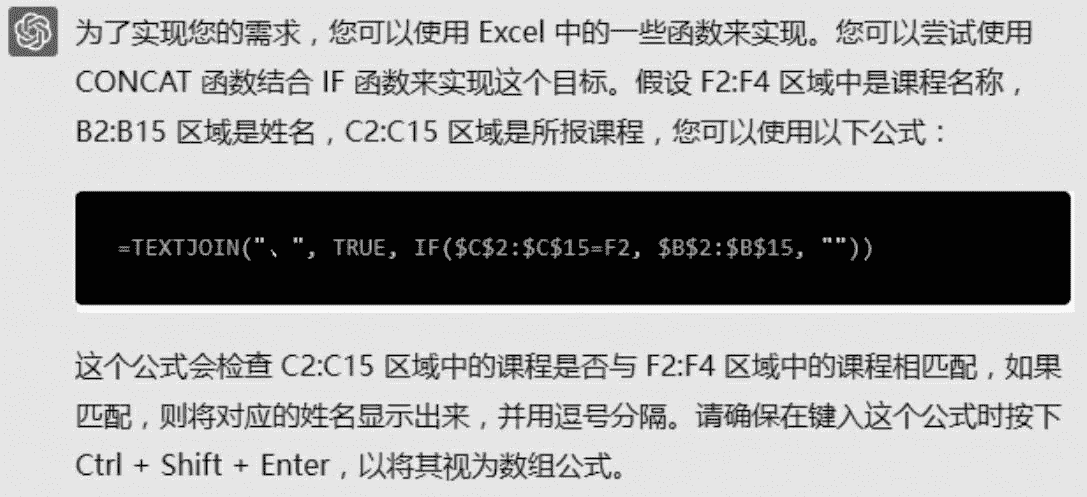 为了实现您的需求，您可以使用 Excel 中的一些函数来实现。您可以尝试使用
CONCAT 函数结合 IF 函数来实现这个目标。假设 F2:F4 区域中是课程名称，
B2:B15 区域是姓名，C2:C15 区域是所报课程，您可以使用以下公式：
=TEXTJOIN("、", TRUE, IF($C$2:$C$15=F2, $B$2:$B$15, ""))
这个公式会检查 C2:C15 区域中的课程是否与 F2:F4 区域中的课程相匹配，如果
匹配，则将对应的姓名显示出来，并用逗号分隔。请确保在键入这个公式时按下
Ctrl + Shift + Enter，以将其视为数组公式。